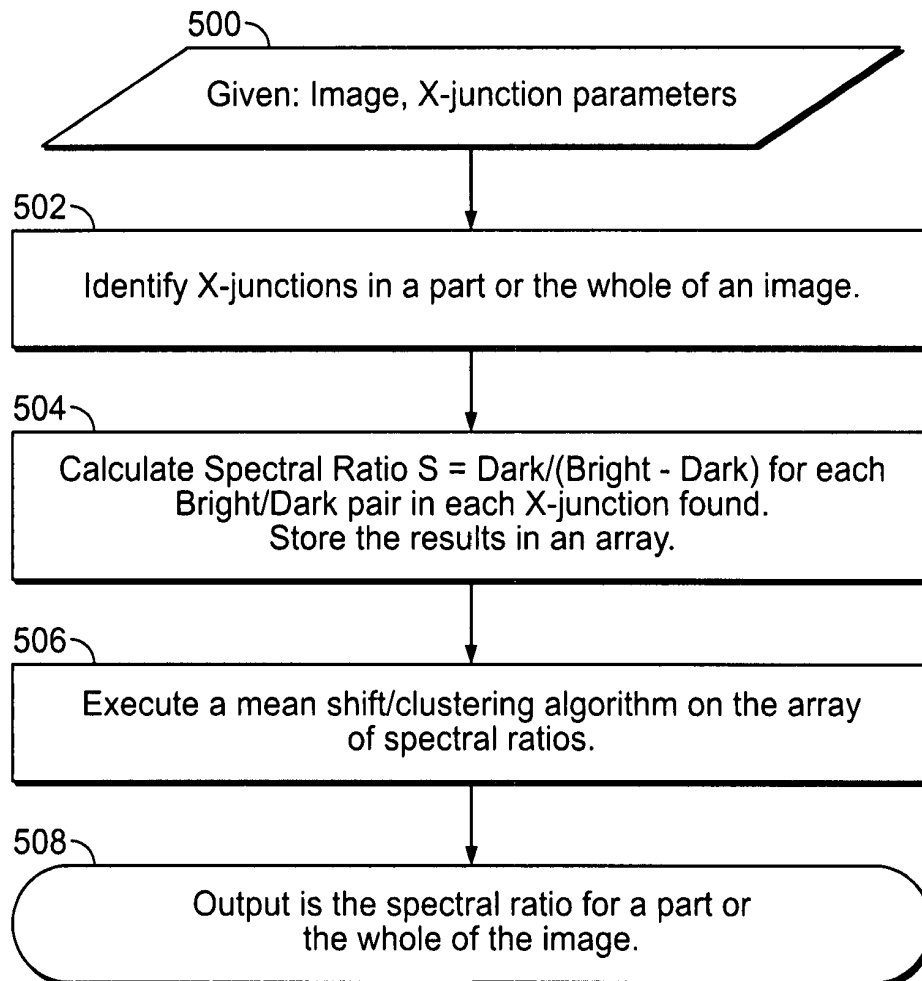 500
Given: Image, X-junction parameters
502
Identify X-junctions in a part or the whole of an image.
504
Calculate Spectral Ratio S = Dark/(Bright - Dark) for each
Bright/Dark pair in each X-junction found.
Store the results in an array.
506
Execute a mean shift/clustering algorithm on the array
of spectral ratios.
508
Output is the spectral ratio for a part or
the whole of the image.